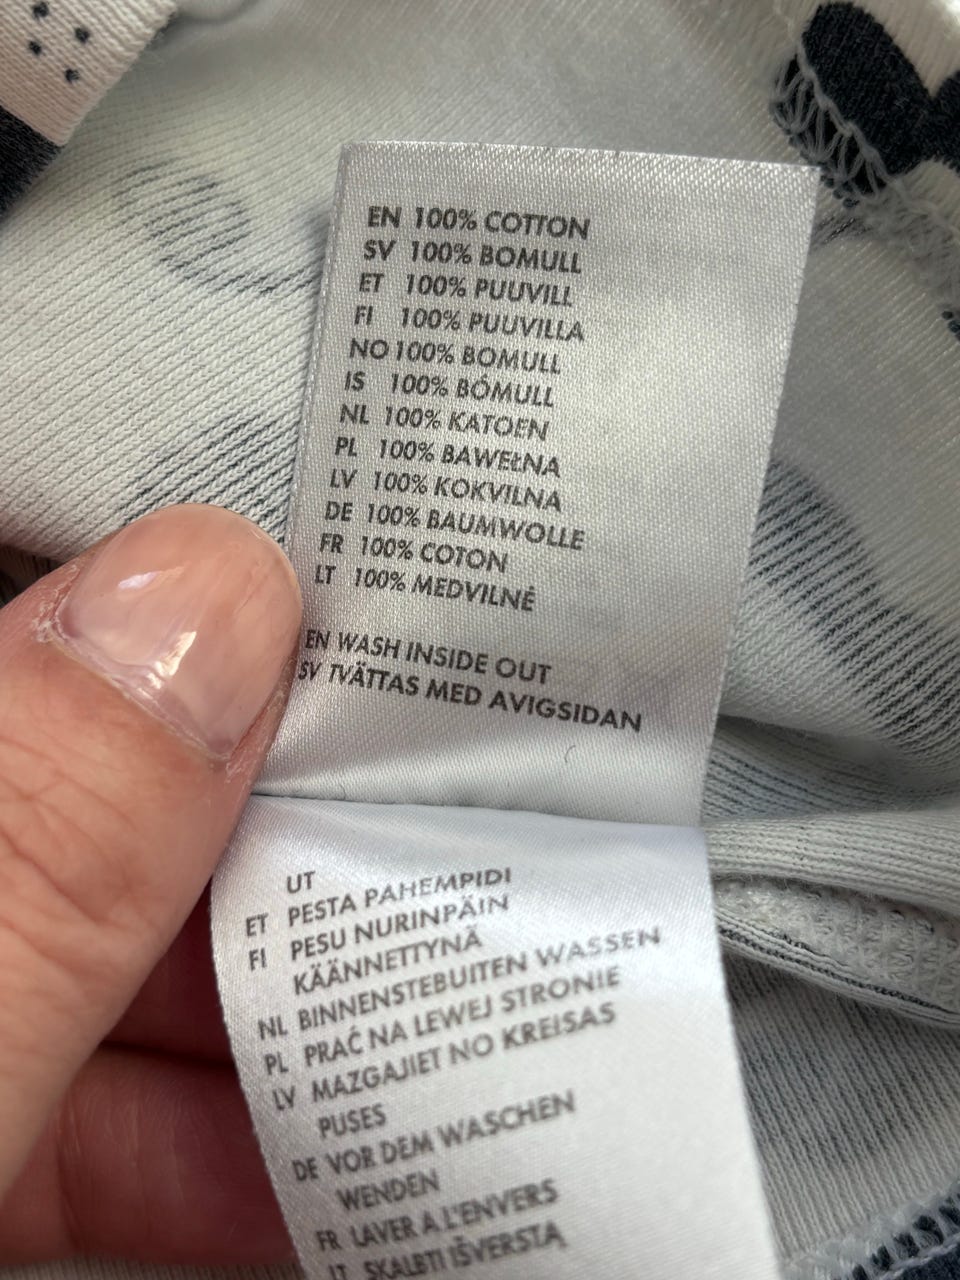 EN 100% COTTON
SV 100% BOMULL
ET 100% PUUVILL
FI 100% PUUVILLA
NO 100% BOMULL
IS 100% BÓMULL
NL 100% KATOEN
PL 100% BAWEŁNA
LV 100% KOKVILNA
DE 100% BAUMWOLLE
FR 100% COTON
LT 100% MEDVILNĖ
EN WASH INSIDE OUT
SV TVÄTTAS MED AVIGSIDAN
UT
ET PESTA PAHEMPIDI
FI PESU NURINPÄIN
KÄÄNNETTYNÄ
NL BINNENSTEBUITEN WASSEN
PL PRAĆ NA LEWEJ STRONIE
LV MAZGAJIET NO KREISAS
PUSES
DE VOR DEM WASCHEN
WENDEN
FR LAVER A L'ENVERS
LT SKALBTI IŠVERSTĄ